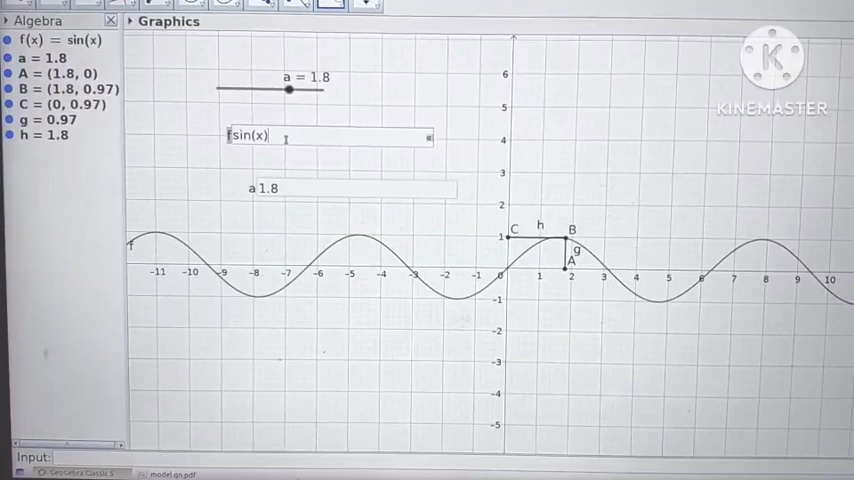 Algebra
Graphics
f(x) = sin(x)
a = 1.8
A = (1.8, 0)
B = (1.8, 0.97)
C = (0, 0.97)
g = 0.97
h = 1.8
a = 1.8
f sin(x)
α
a 1.8
KINEMASTER
6
5
4
3
2
1
C h B
g
A
f
-11 -10 -9 -8 -7 -6 -5 -4 -3 -2 -1 0 1 2 3 4 5 6 7 8 9 10
-1
-2
-3
-4
-5
Input:
GeoGebra Classic 5
model qn.pdf